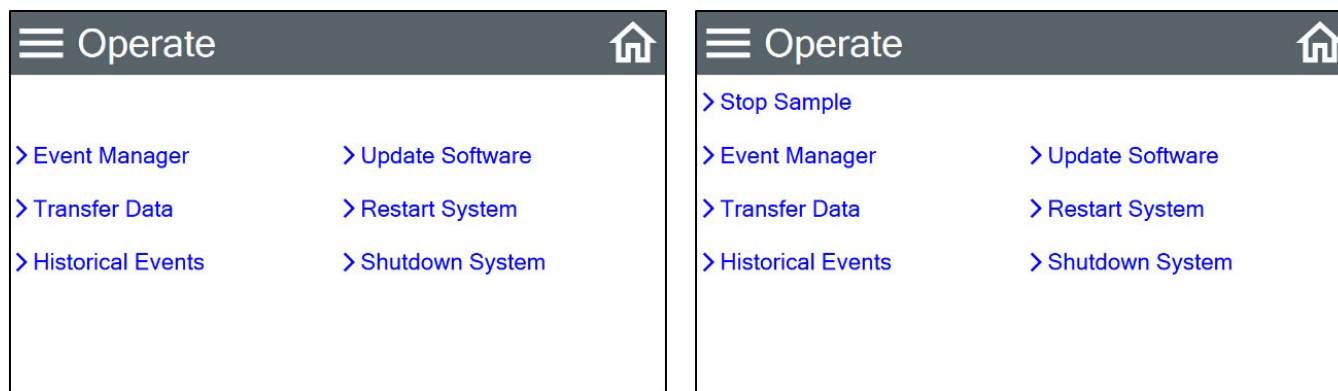 Operate
Event Manager
Update Software
Transfer Data
Restart System
Historical Events
Shutdown System
Operate
Stop Sample
Event Manager
Update Software
Transfer Data
Restart System
Historical Events
Shutdown System